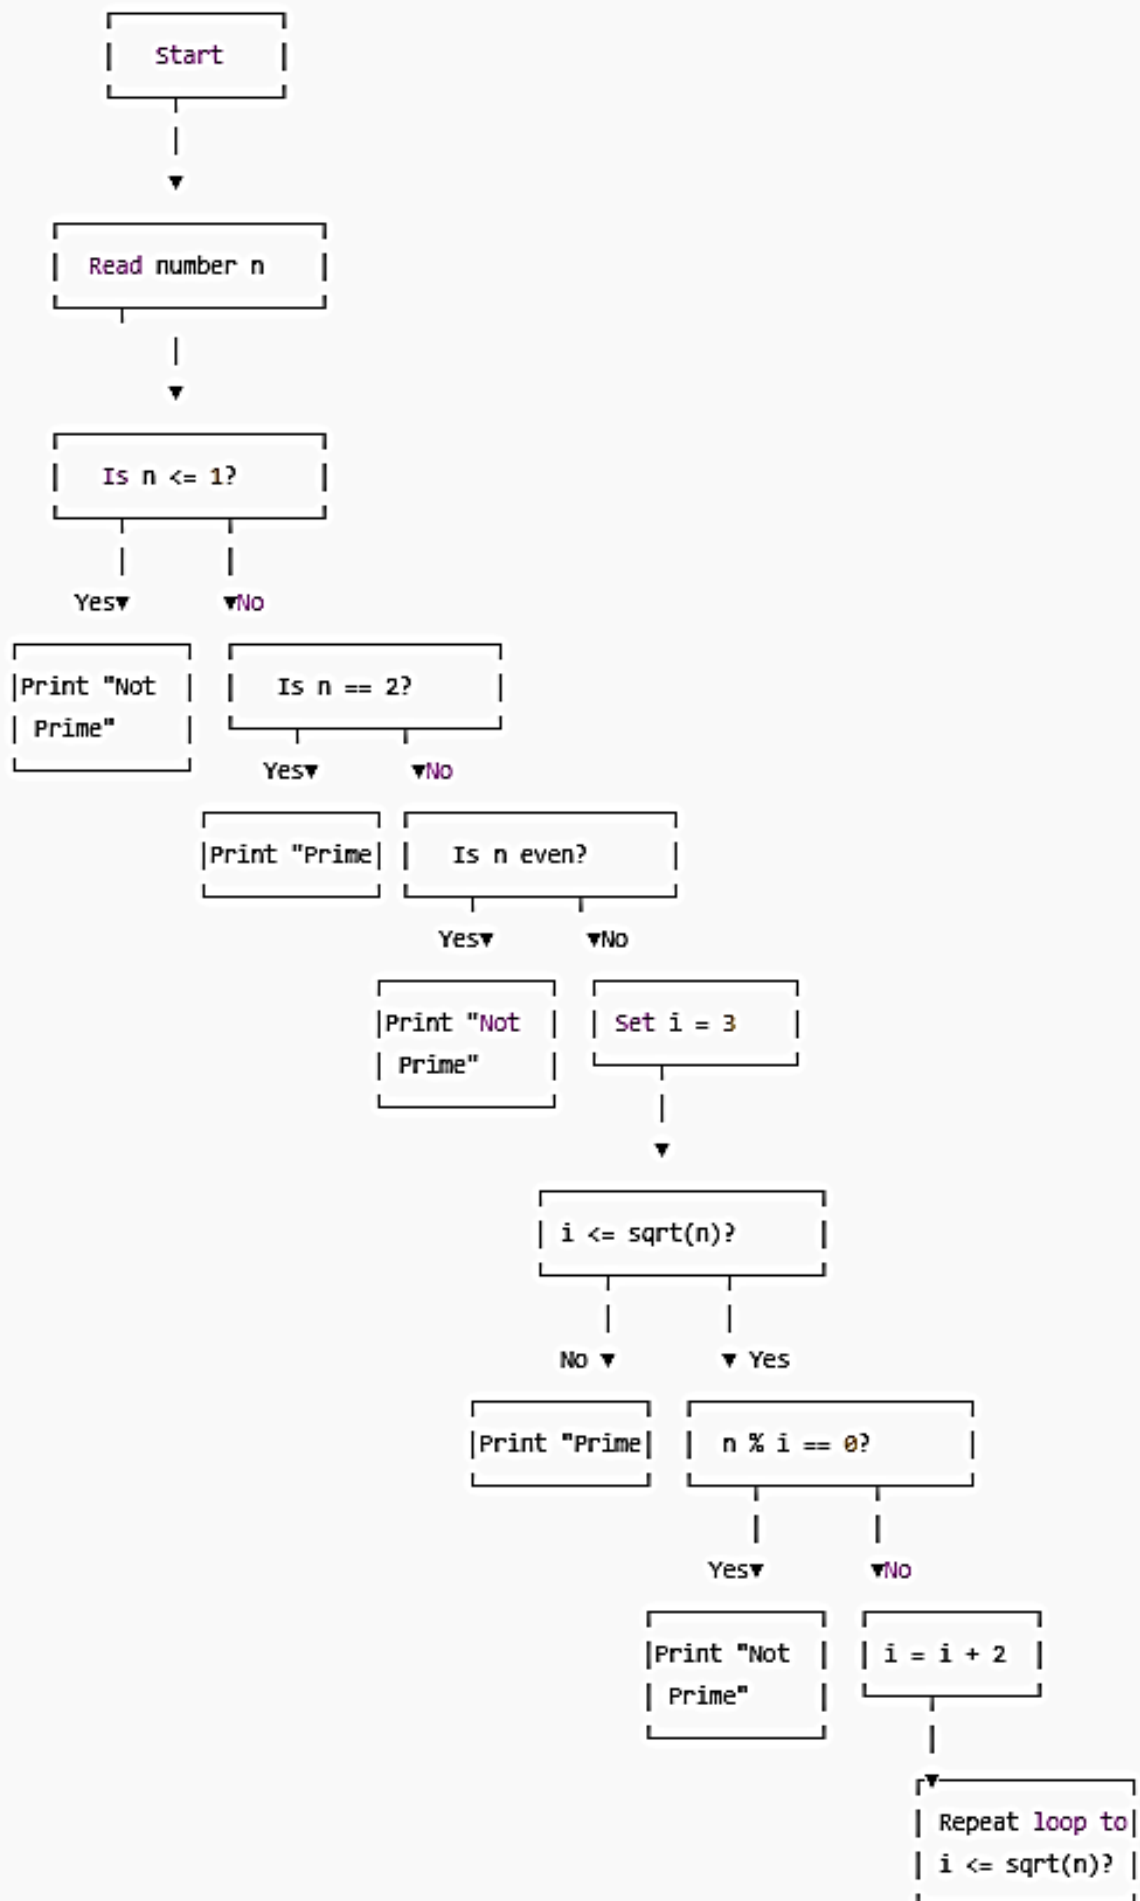 Start
Read number n
Is n <= 1?
Yes▼ ▼No
Print "Not
Prime"
Is n == 2?
Yes▼ ▼No
Print "Prime
Is n even?
Yes▼ ▼No
Print "Not
Prime"
Set i = 3
i <= sqrt(n)?
No ▼ ▼ Yes
Print "Prime
n % i == 0?
Yes▼ ▼No
Print "Not
Prime"
i = i + 2
Repeat loop to
i <= sqrt(n)?